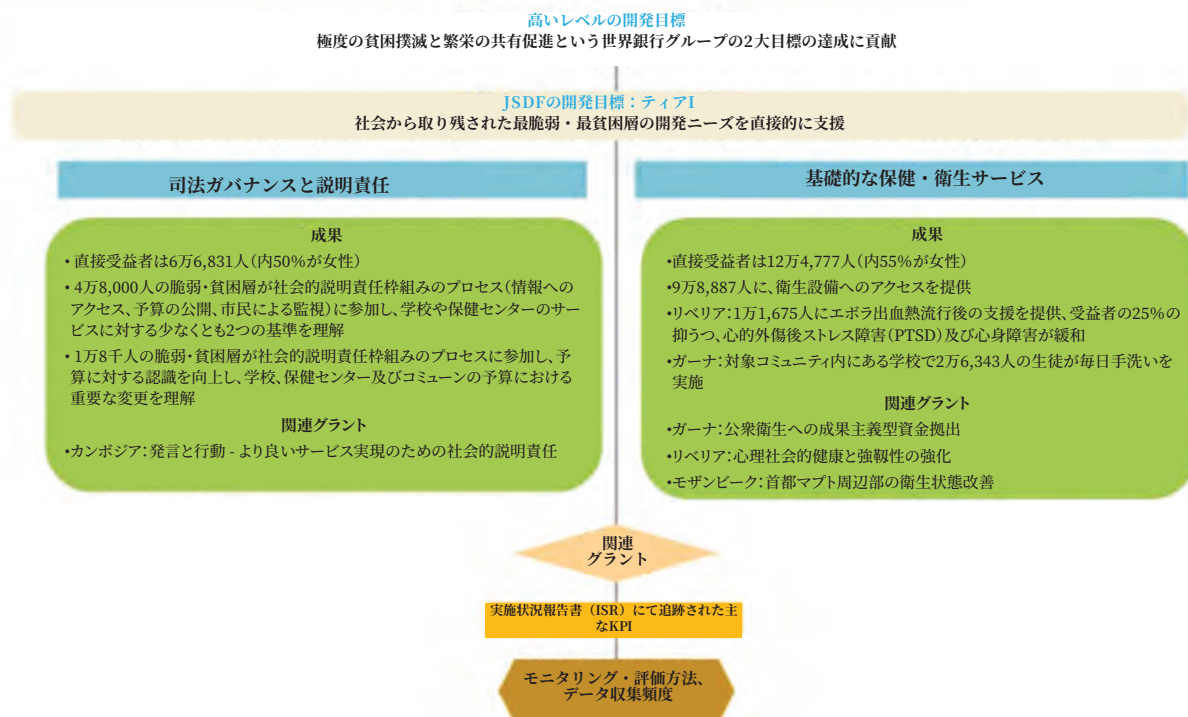 高いレベルの開発目標
極度の貧困撲滅と繁栄の共有促進という世界銀行グループの2大目標の達成に貢献
JSDFの開発目標：ティアI
社会から取り残された最脆弱・最貧困層の開発ニーズを直接的に支援
司法ガバナンスと説明責任
成果
・直接受益者は6万6,831人（内50％が女性）
・4万8,000人の脆弱・貧困層が社会的説明責任枠組みのプロセス（情報への
アクセス、予算の公開、市民による監視）に参加し、学校や保健センターのサー
ビスに対する少なくとも2つの基準を理解
・1万8千人の脆弱・貧困層が社会的説明責任枠組みのプロセスに参加し、予
算に対する認識を向上し、学校、保健センター及びコミューンの予算における
重要な変更を理解
関連グラント
・カンボジア：発言と行動 - より良いサービス実現のための社会的説明責任
基礎的な保健・衛生サービス
成果
・直接受益者は12万4,777人（内55％が女性）
・9万8,887人に、衛生設備へのアクセスを提供
・リベリア：1万1,675人にエボラ出血熱流行後の支援を提供、受益者の25％の
抑うつ、心的外傷後ストレス障害（PTSD）及び心身障害が緩和
・ガーナ：対象コミュニティ内にある学校で2万6,343人の生徒が毎日手洗いを
実施
関連グラント
・ガーナ：公衆衛生への成果主義型資金拠出
・リベリア：心理社会的健康と強靱性の強化
・モザンビーク：首都マプト周辺部の衛生状態改善
関連
グラント
実施状況報告書（ISR）にて追跡された主
なKPI
モニタリング・評価方法、
データ収集頻度